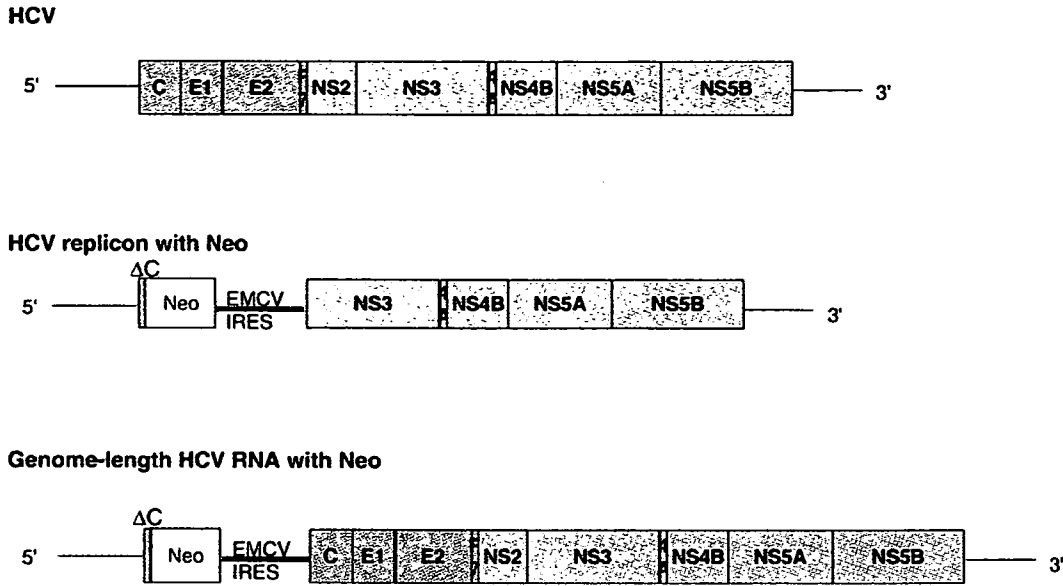 HCV
5' C E1 E2 NS2 NS3 NS4B NS5A NS5B 3'
HCV replicon with Neo
ΔC
5' Neo EMCV NS3 NS4B NS5A NS5B 3'
IRES
Genome-length HCV RNA with Neo
ΔC
5' Neo EMCV C E1 E2 NS2 NS3 NS4B NS5A NS5B 3'
IRES